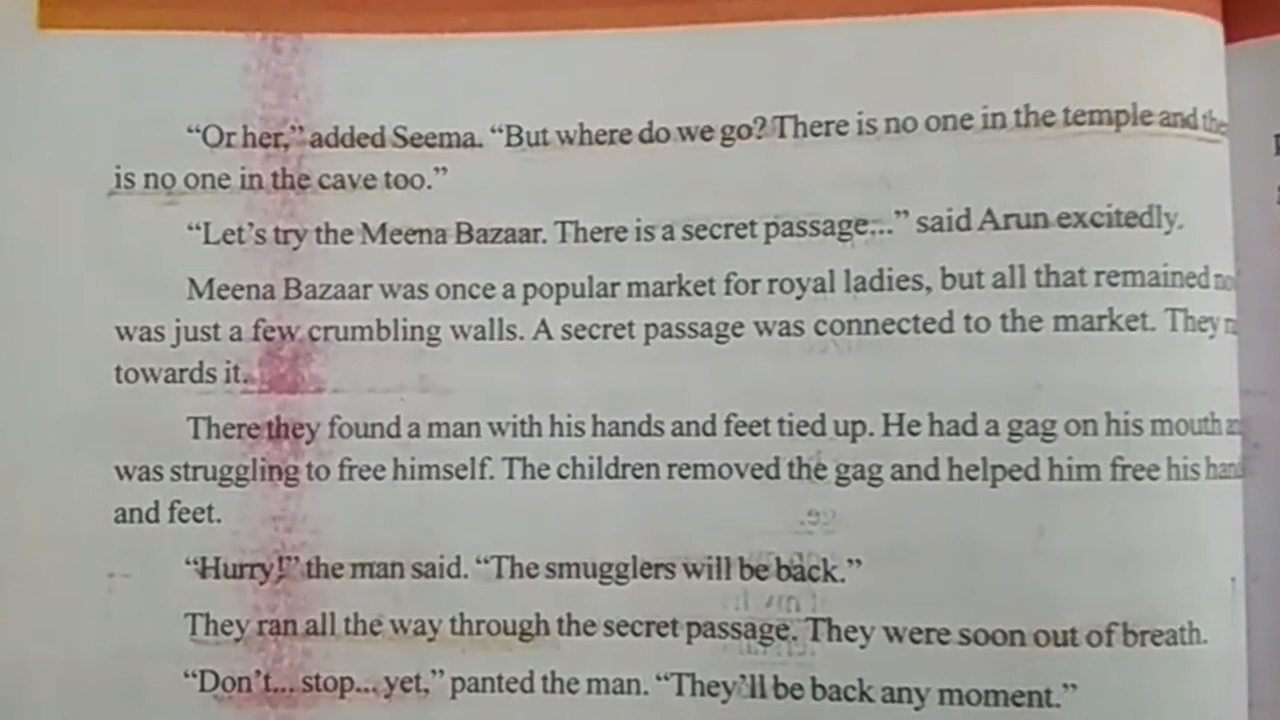 “Or her,” added Seema. “But where do we go? There is no one in the temple and
is no one in the cave too.”
“Let’s try the Meena Bazaar. There is a secret passage...” said Arun excitedly.
Meena Bazaar was once a popular market for royal ladies, but all that remained
was just a few crumbling walls. A secret passage was connected to the market. They
towards it.
There they found a man with his hands and feet tied up. He had a gag on his mouth
was struggling to free himself. The children removed the gag and helped him free his
and feet.
“Hurry!” the man said. “The smugglers will be back.”
They ran all the way through the secret passage. They were soon out of breath.
“Don’t... stop... yet,” panted the man. “They’ll be back any moment.”